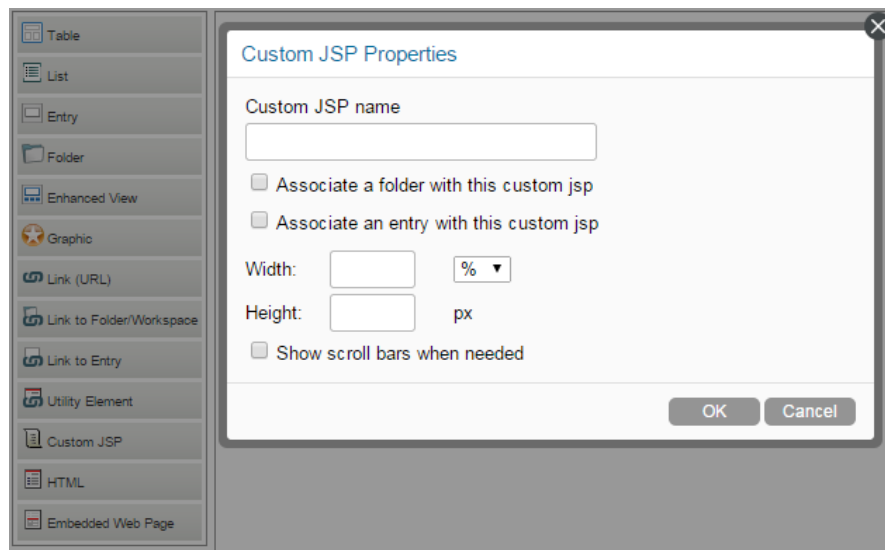 Table
List
Entry
Folder
Enhanced View
Graphic
Link (URL)
Link to Folder/Workspace
Link to Entry
Utility Element
Custom JSP
HTML
Embedded Web Page
Custom JSP Properties
Custom JSP name
Associate a folder with this custom jsp
Associate an entry with this custom jsp
Width: %
Height: px
Show scroll bars when needed
OK Cancel